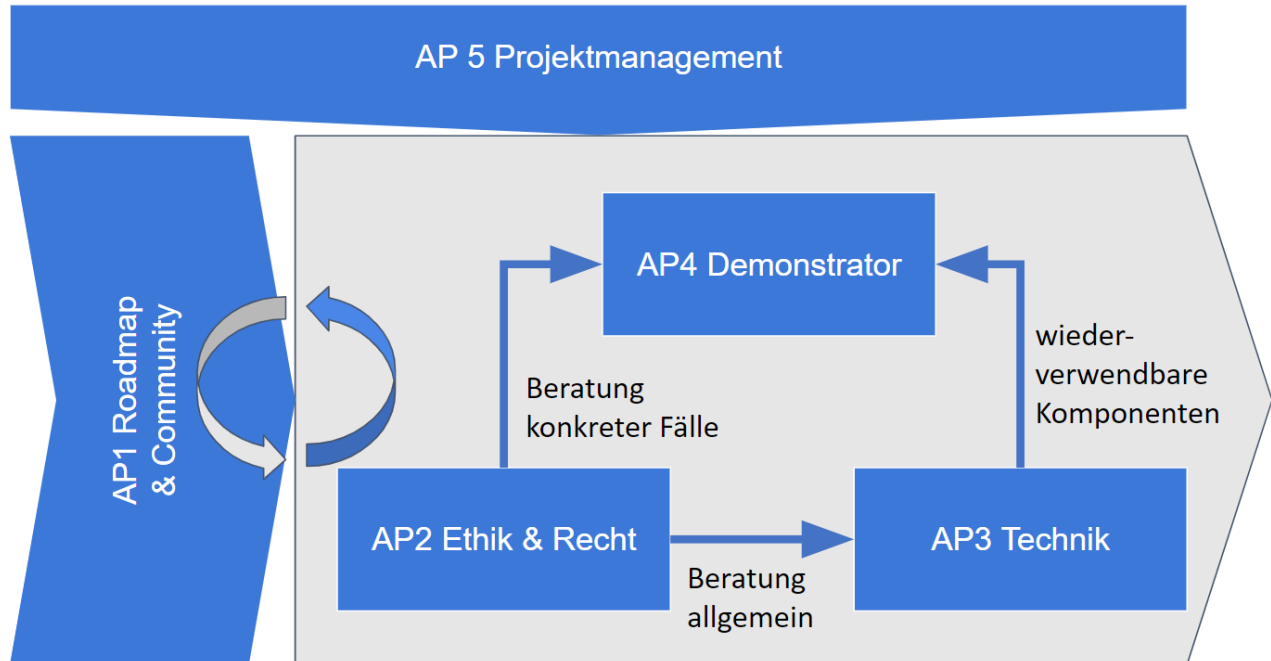 AP 5 Projektmanagement
AP1 Roadmap
& Community
AP4 Demonstrator
Beratung
konkreter Fälle
wieder-
verwendbare
Komponenten
AP2 Ethik & Recht
Beratung
allgemein
AP3 Technik